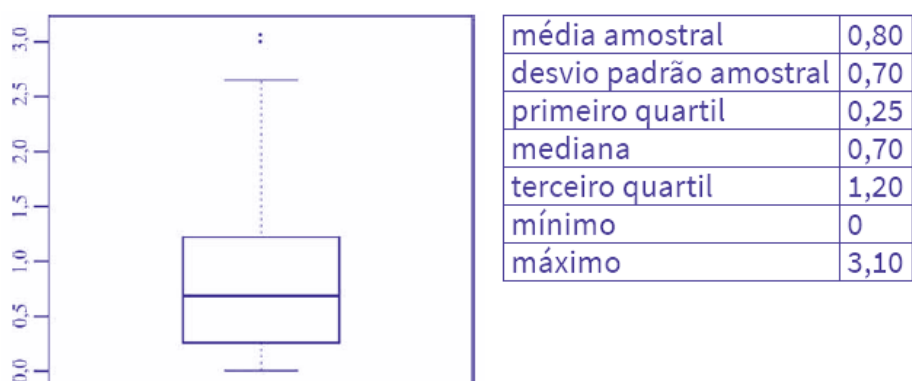 3,0
2,5
2,0
1,5
1,0
0,5
0,0
média amostral 0,80
desvio padrão amostral 0,70
primeiro quartil 0,25
mediana 0,70
terceiro quartil 1,20
mínimo 0
máximo 3,10